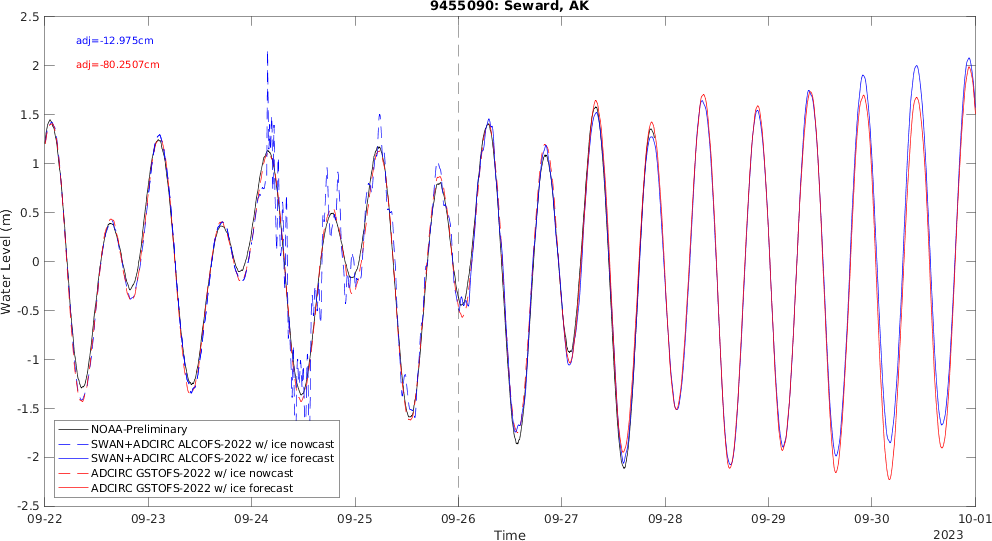 9455090: Seward, AK
adj=-12.975cm
adj=-80.2507cm
2.5
2
1.5
1
0.5
0
-0.5
-1
-1.5
-2
-2.5
Water Level (m)
NOAA-Preliminary
SWAN+ADCIRC ALCOFS-2022 w/ ice nowcast
SWAN+ADCIRC ALCOFS-2022 w/ ice forecast
ADCIRC GSTOFS-2022 w/ ice nowcast
ADCIRC GSTOFS-2022 w/ ice forecast
09-22 09-23 09-24 09-25 09-26 09-27 09-28 09-29 09-30 10-01
Time
2023